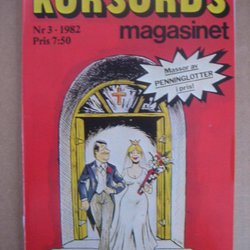 KORSORDS
magasinet
Nr 3 · 1982
Pris 7:50
Massor av
PENNINGLOTTER
i pris!